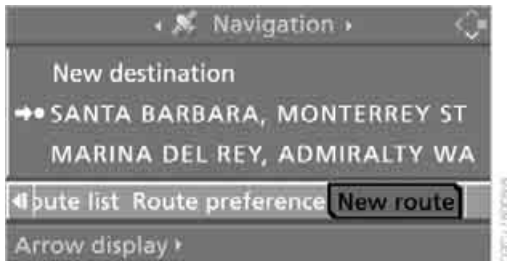 Navigation
New destination
SANTA BARBARA, MONTERREY ST
MARINA DEL REY, ADMIRALTY WA
oute list Route preference New route
Arrow display